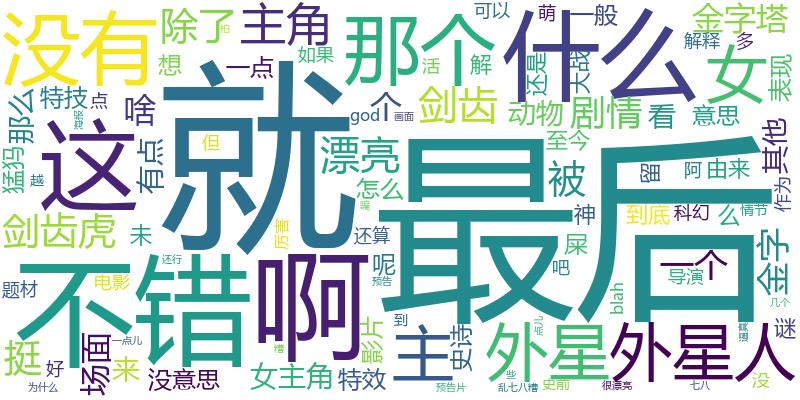 没有
除了
主角
那个
什么
可以
萌
一般
金字塔
解释
多
想
一点
如果
活
解
还是
大战
女
表现
那么
特技
点
啥
个
god
画面
剑齿
动物
剧情
看
意思
就
最后
这
有点
但
漂亮
被
至今
留
阿
由来
其他
作为
猛犸
越
怎么
神
到底
科幻
么
情节
剑齿虎
未
厉害
还算
屎
金字
一个
不错
啊
呢
吧
导演
题材
电影
还行
预告
blah
几个
挺
场面
来
影片
到
主
史诗
外星
外星人
谜
好
一点儿
没意思
女主角
特效
预告片
些
乱七八糟
点儿
史前
很漂亮
七八
没
为什么